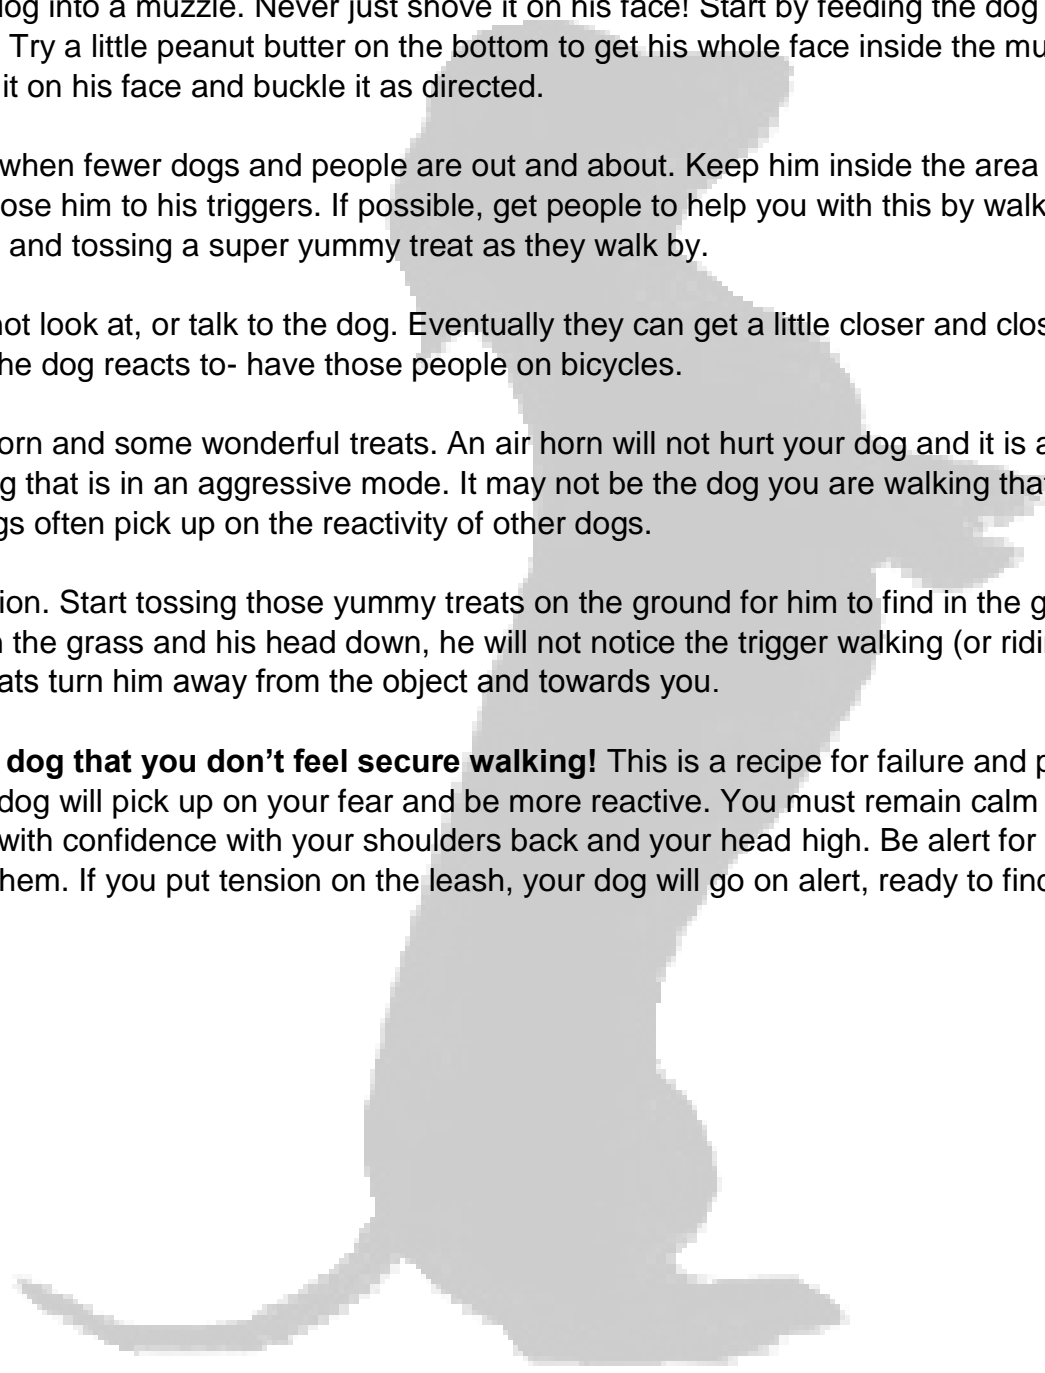 dog into a muzzle. Never just shove it on his face! Start by feeding the dog
Try a little peanut butter on the bottom to get his whole face inside the mu
it on his face and buckle it as directed.
when fewer dogs and people are out and about. Keep him inside the area
ose him to his triggers. If possible, get people to help you with this by walk
and tossing a super yummy treat as they walk by.
not look at, or talk to the dog. Eventually they can get a little closer and clos
he dog reacts to- have those people on bicycles.
orn and some wonderful treats. An air horn will not hurt your dog and it is a
g that is in an aggressive mode. It may not be the dog you are walking that
gs often pick up on the reactivity of other dogs.
ion. Start tossing those yummy treats on the ground for him to find in the g
n the grass and his head down, he will not notice the trigger walking (or ridi
ats turn him away from the object and towards you.
dog that you don't feel secure walking! This is a recipe for failure and p
dog will pick up on your fear and be more reactive. You must remain calm
with confidence with your shoulders back and your head high. Be alert for
hem. If you put tension on the leash, your dog will go on alert, ready to find